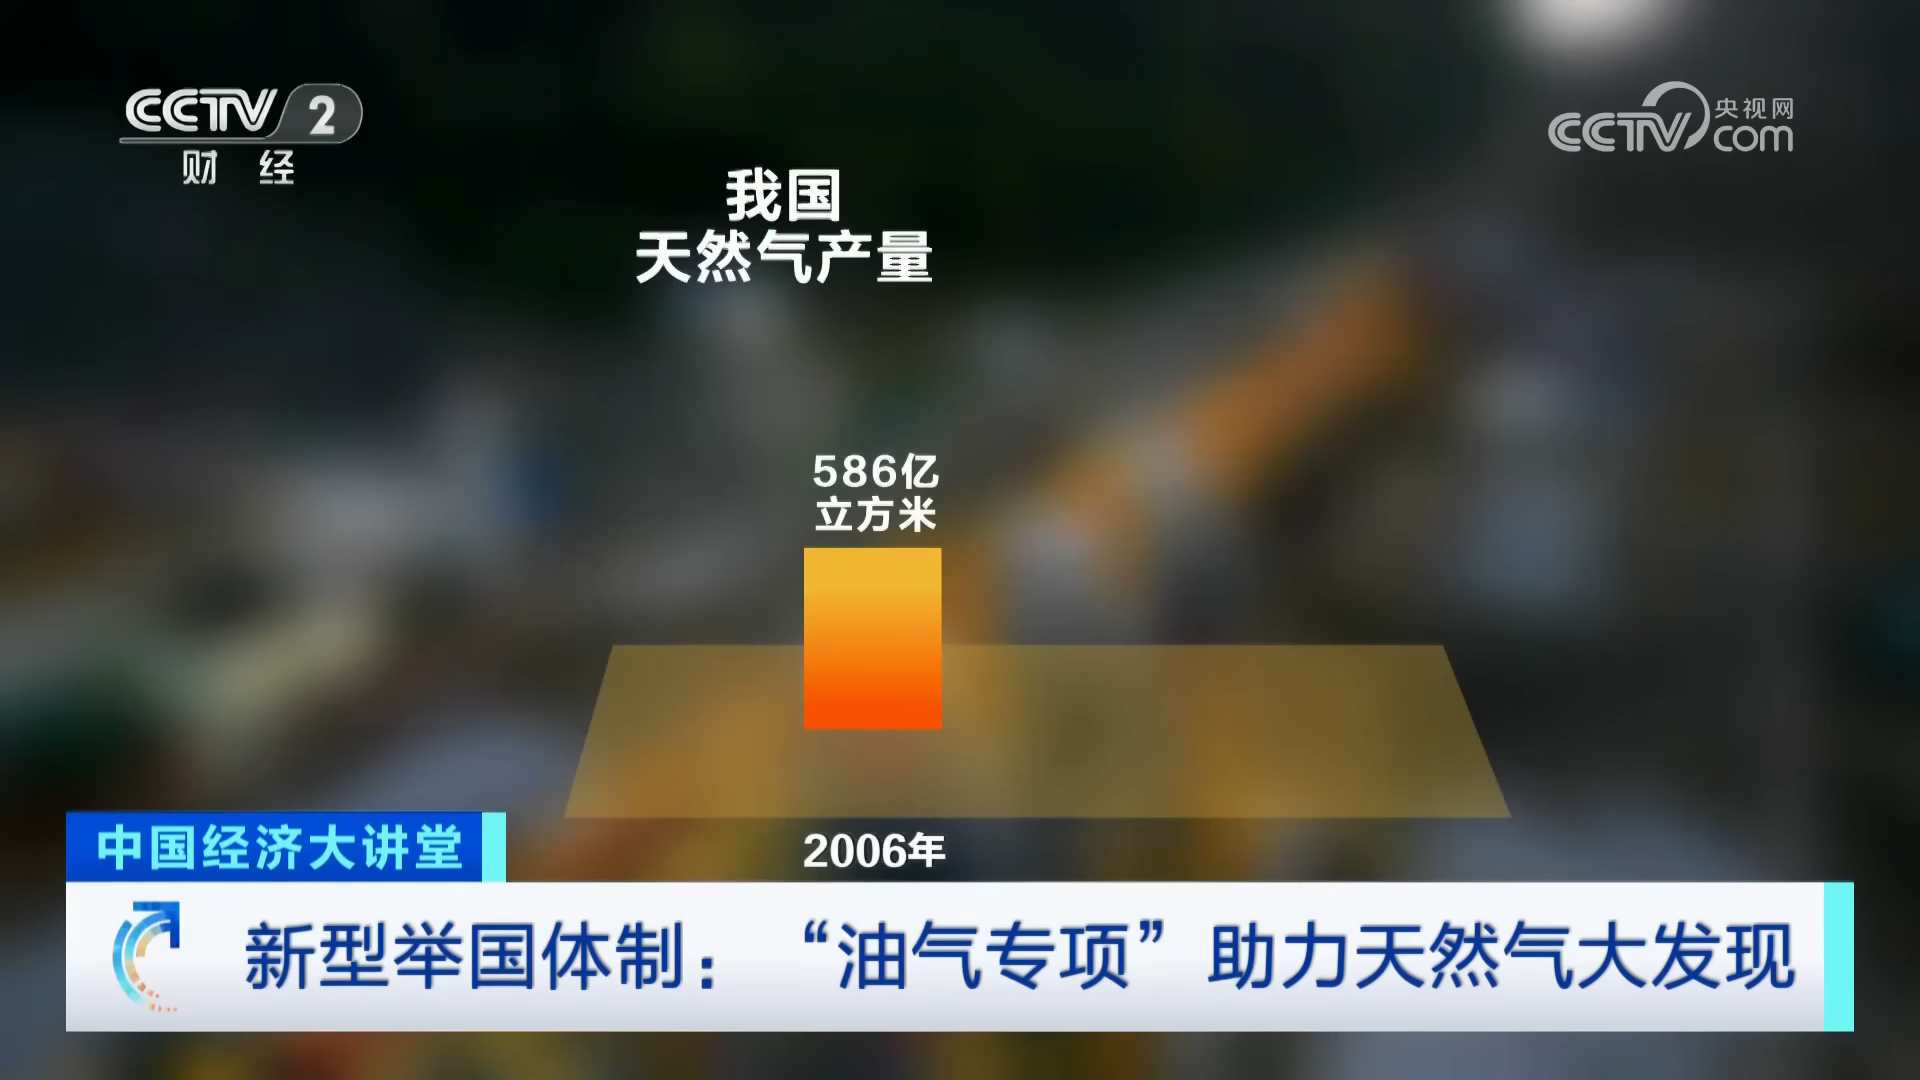 CCTV 2
财 经
央视网
CCTV com
我国
天然气产量
586亿
立方米
2006年
中国经济大讲堂
新型举国体制：“油气专项”助力天然气大发现